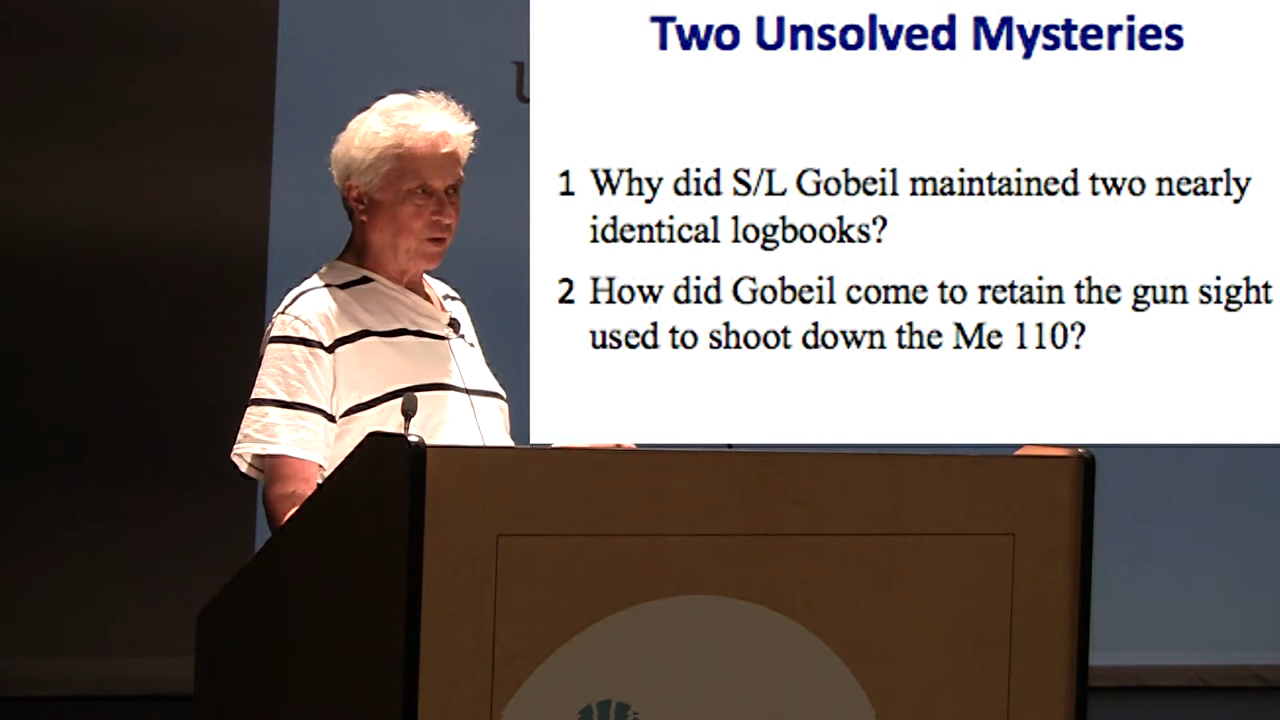 Two Unsolved Mysteries
1 Why did S/L Gobeil maintained two nearly
identical logbooks?
2 How did Gobeil come to retain the gun sight
used to shoot down the Me 110?